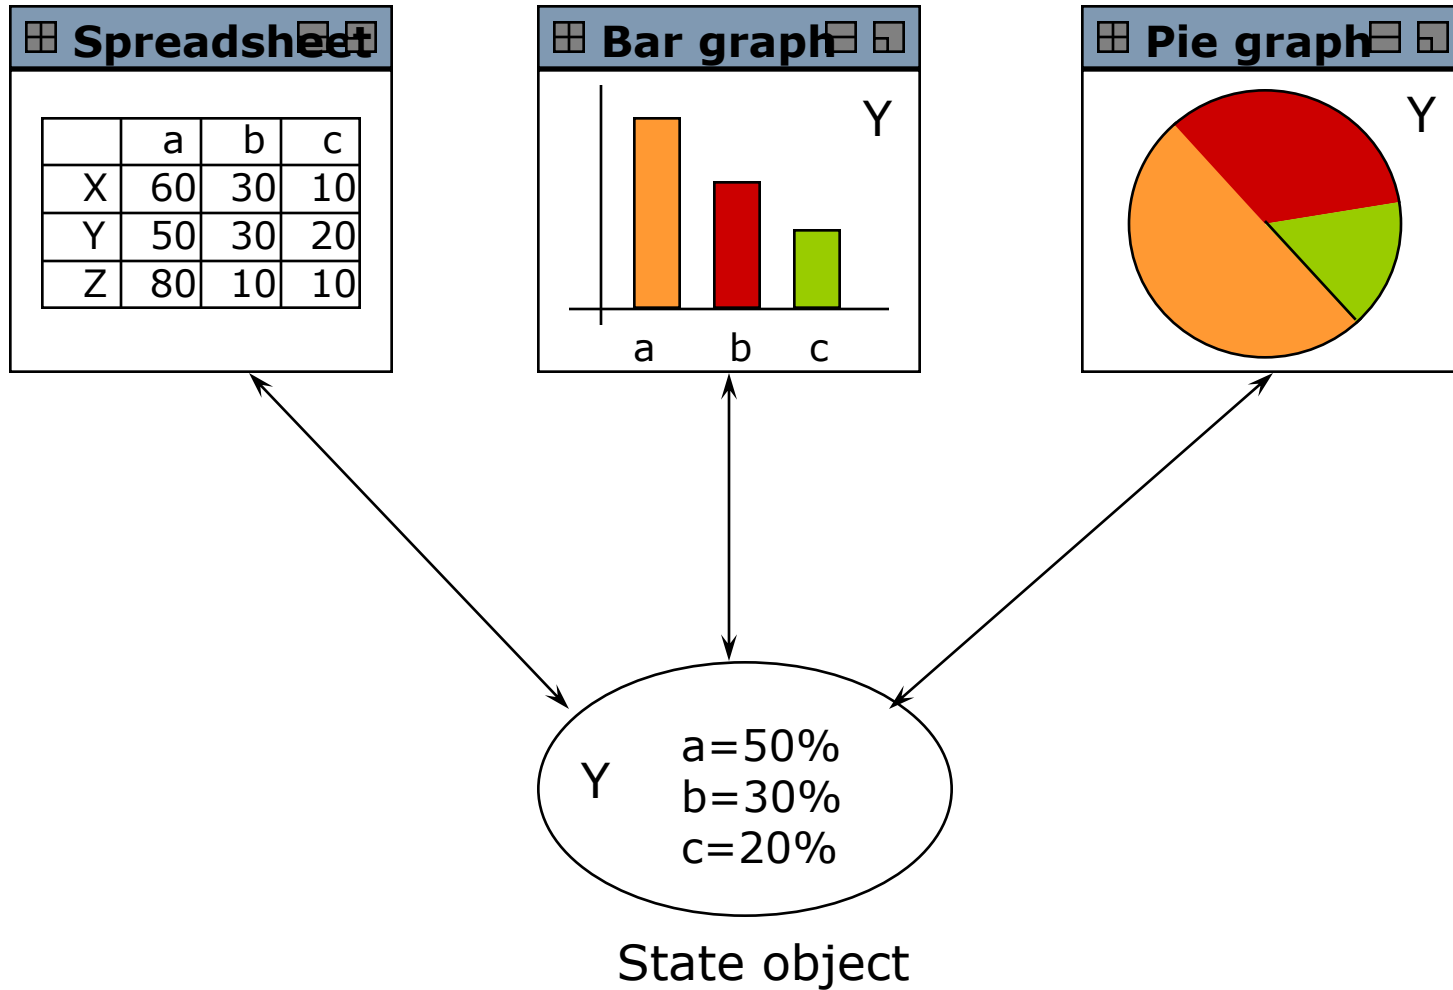 Spreadsheet
a b c
X 60 30 10
Y 50 30 20
Z 80 10 10
Bar graph
Y
a b c
Pie graph
Y
Y
a=50%
b=30%
c=20%
State object